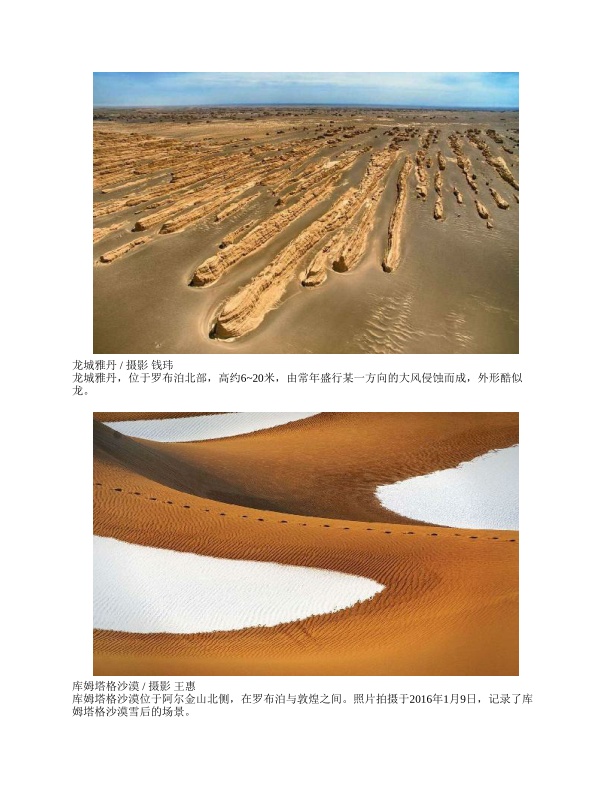 龙城雅丹 / 摄影 钱玮
龙城雅丹，位于罗布泊北部，高约6~20米，由常年盛行某一方向的大风侵蚀而成，外形酷似
龙。
库姆塔格沙漠 / 摄影 王惠
库姆塔格沙漠位于阿尔金山北侧，在罗布泊与敦煌之间。照片拍摄于2016年1月9日，记录了库
姆塔格沙漠雪后的场景。